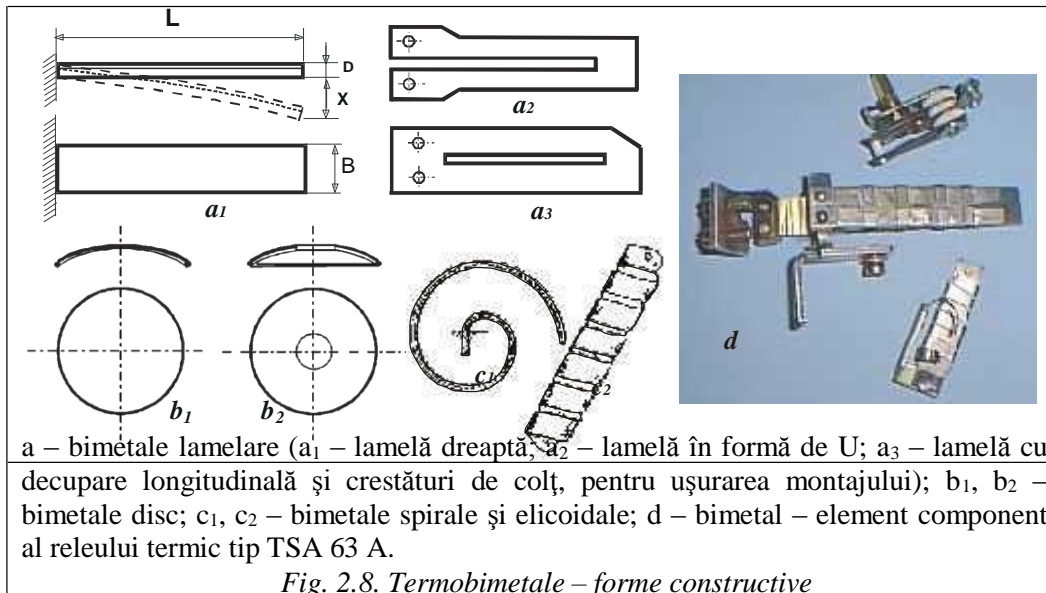 L
D
X
a2
B
a1
a3
d
c1
c2
b1
b2
a – bimetale lamelare (a1 – lamelă dreaptă; a2 – lamelă în formă de U; a3 – lamelă cu
decupare longitudinală şi crestături de colţ, pentru uşurarea montajului); b1, b2 –
bimetale disc; c1, c2 – bimetale spirale şi elicoidale; d – bimetal – element component
al releului termic tip TSA 63 A.
Fig. 2.8. Termobimetale – forme constructive